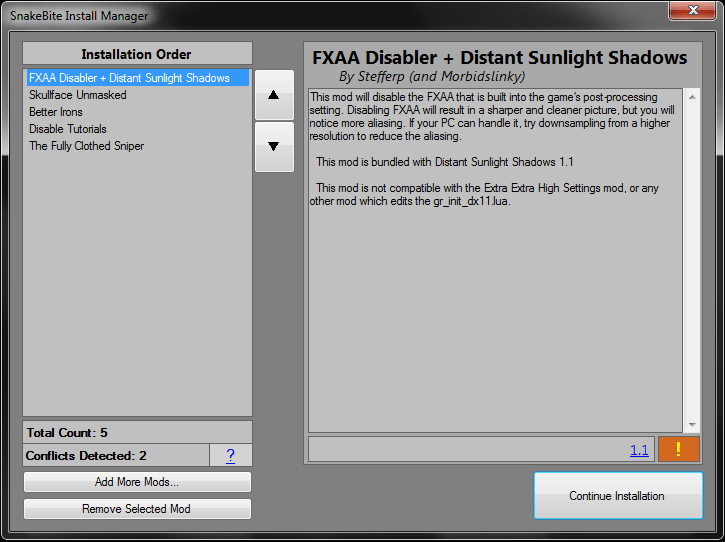 SnakeBite Install Manager
x
Installation Order
FXAA Disabler + Distant Sunlight Shadows
Skullface Unmasked
Better Irons
Disable Tutorials
The Fully Clothed Sniper
Total Count: 5
Conflicts Detected: 2
?
Add More Mods...
Remove Selected Mod
FXAA Disabler + Distant Sunlight Shadows
By Stefferp (and Morbidslinky)
This mod will disable the FXAA that is built into the game's post-processing
setting. Disabling FXAA will result in a sharper and cleaner picture, but you will
notice more aliasing. If your PC can handle it, try downsampling from a higher
resolution to reduce the aliasing.
This mod is bundled with Distant Sunlight Shadows 1.1
This mod is not compatible with the Extra Extra High Settings mod, or any
other mod which edits the gr_init_dx11.lua.
1.1
!
Continue Installation